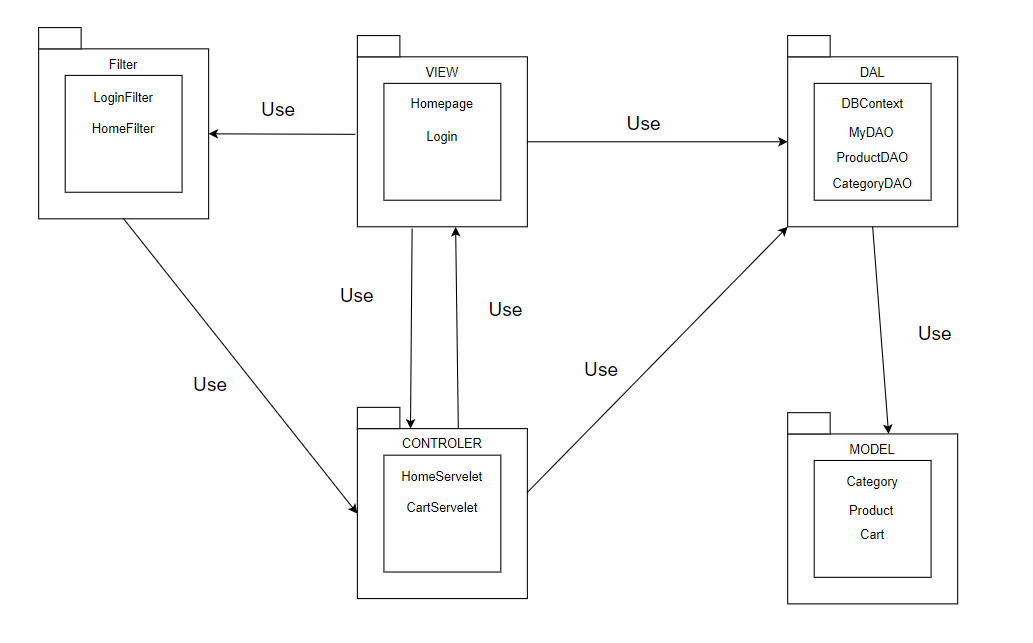 Filter
LoginFilter
HomeFilter
Use
VIEW
Homepage
Login
Use
DAL
DBContext
MyDAO
ProductDAO
CategoryDAO
Use
Use
Use
Use
Use
CONTROLER
HomeServelet
CartServelet
MODEL
Category
Product
Cart